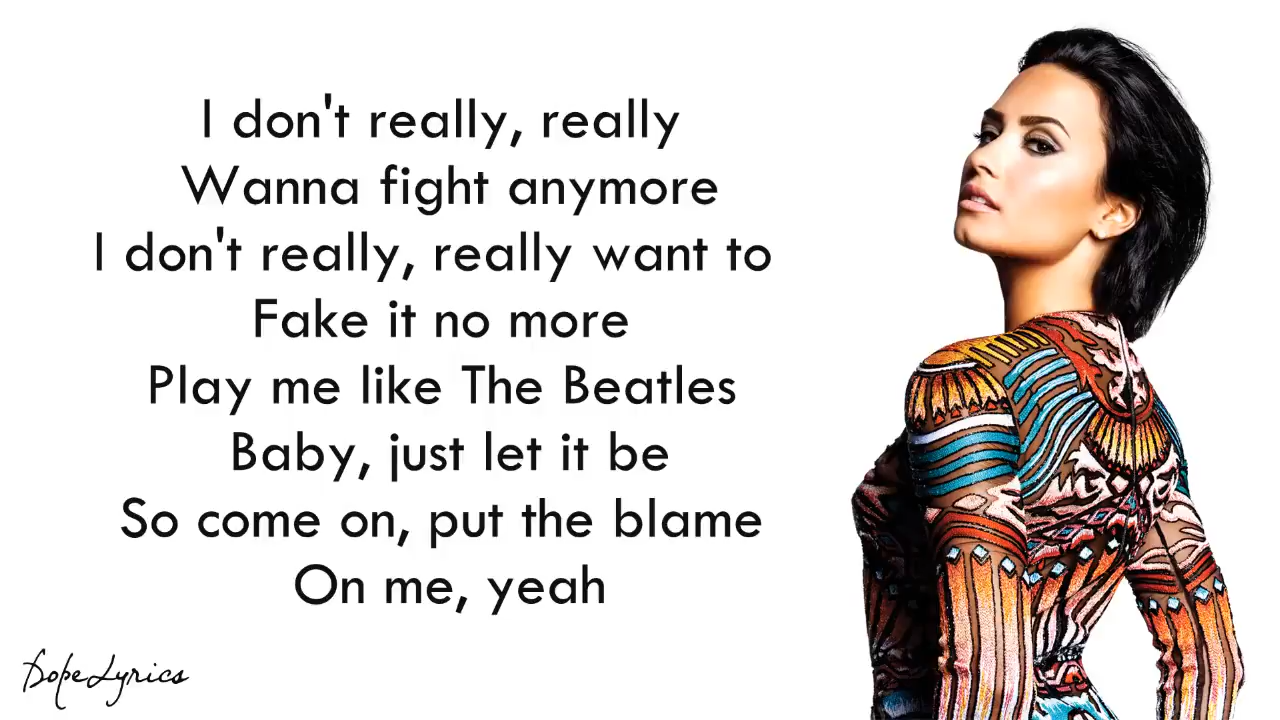 I don't really, really
Wanna fight anymore
I don't really, really want to
Fake it no more
Play me like The Beatles
Baby, just let it be
So come on, put the blame
On me, yeah
DopeLyrics